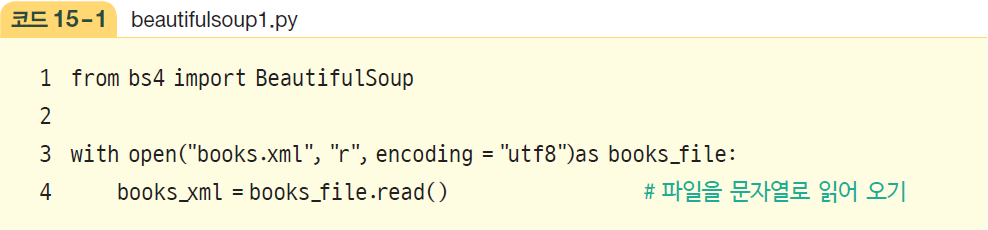 코드 15-1 beautifulsoup1.py
1 from bs4 import BeautifulSoup
2
3 with open("books.xml", "r", encoding = "utf8")as books_file:
4 books_xml = books_file.read() # 파일을 문자열로 읽어 오기